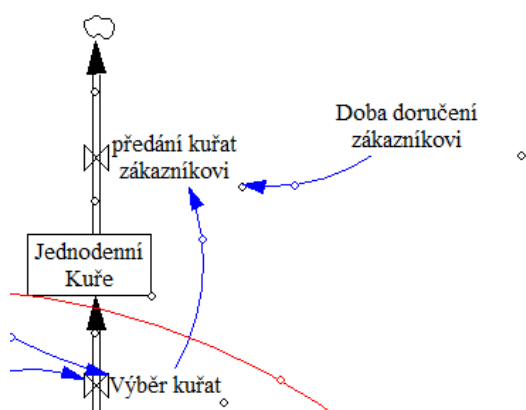 Doba doručení
zákazníkovi
předání kuřat
zákazníkovi
Jednodenní
Kuře
Výběr kuřat